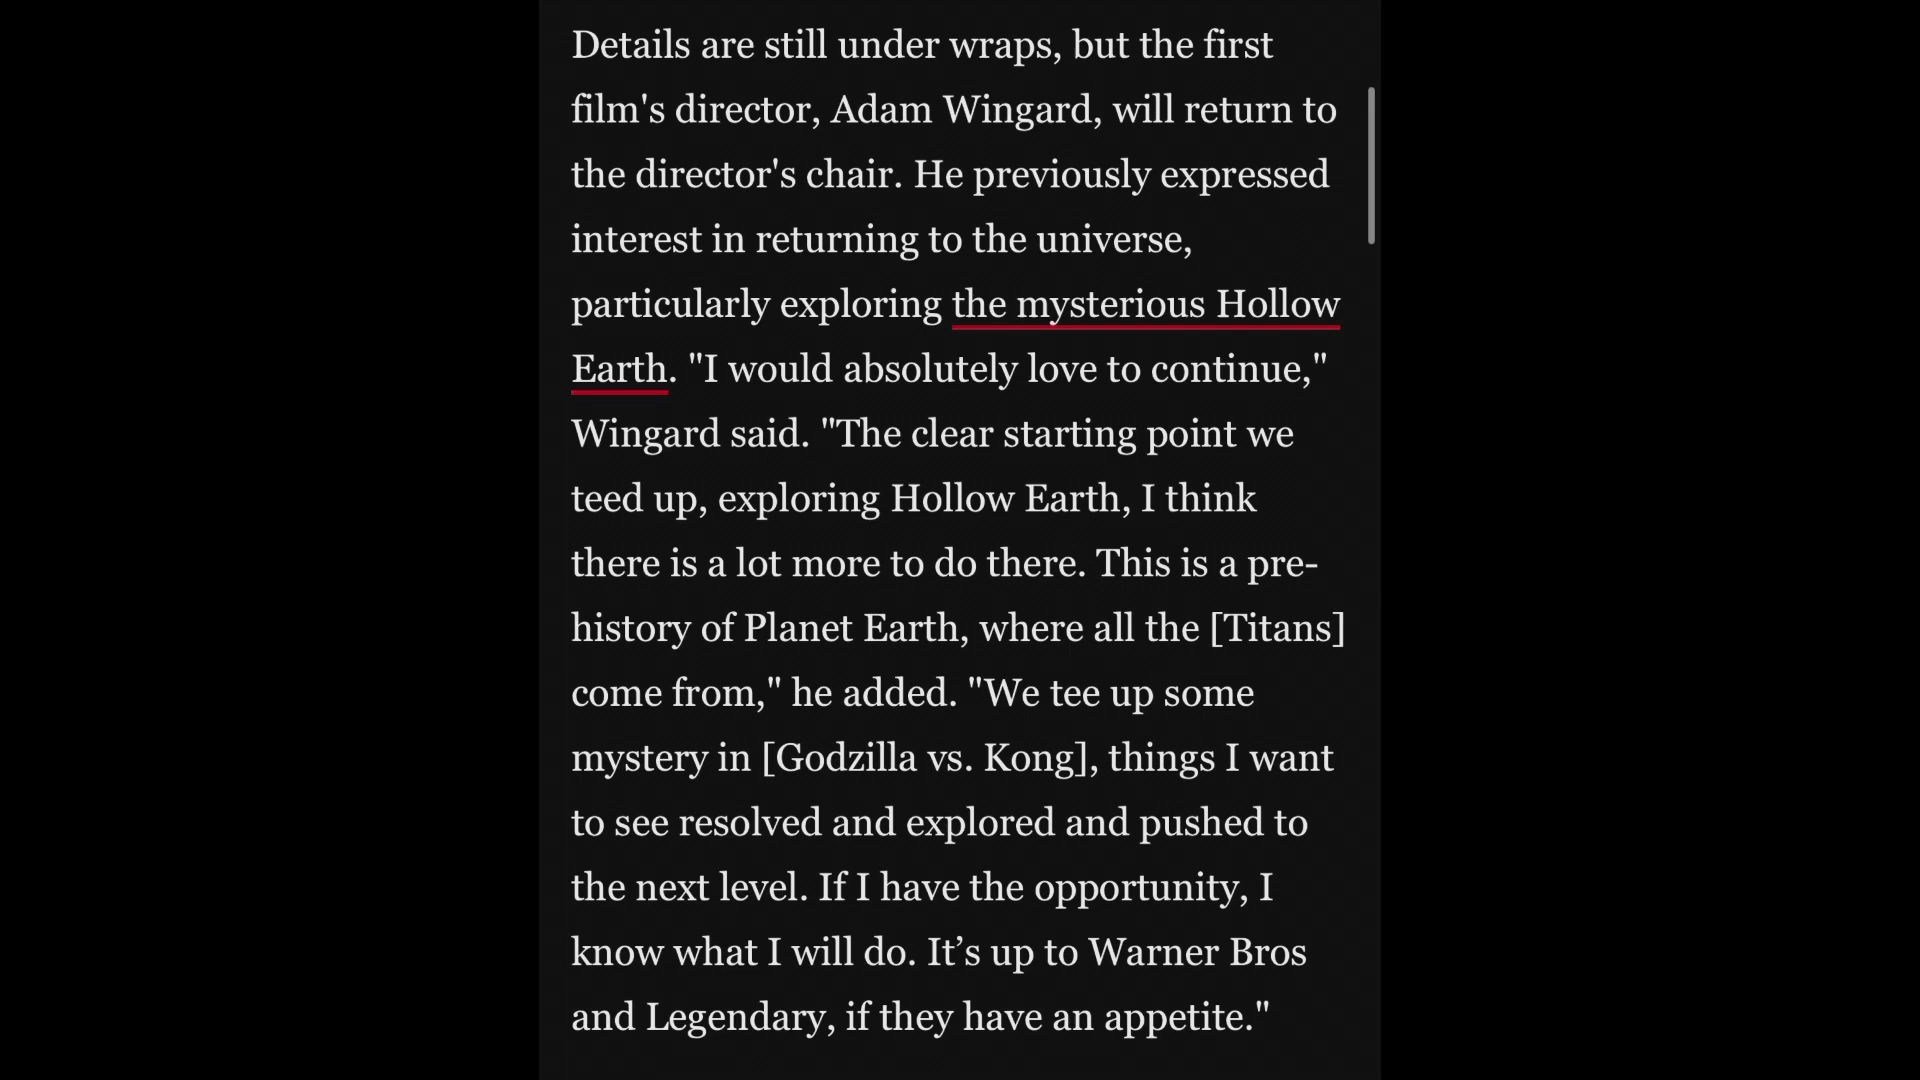 Details are still under wraps, but the first
film's director, Adam Wingard, will return to
the director's chair. He previously expressed
interest in returning to the universe,
particularly exploring the mysterious Hollow
Earth. "I would absolutely love to continue,"
Wingard said. "The clear starting point we
teed up, exploring Hollow Earth, I think
there is a lot more to do there. This is a pre-
history of Planet Earth, where all the [Titans]
come from," he added. "We tee up some
mystery in [Godzilla vs. Kong], things I want
to see resolved and explored and pushed to
the next level. If I have the opportunity, I
know what I will do. It’s up to Warner Bros
and Legendary, if they have an appetite."